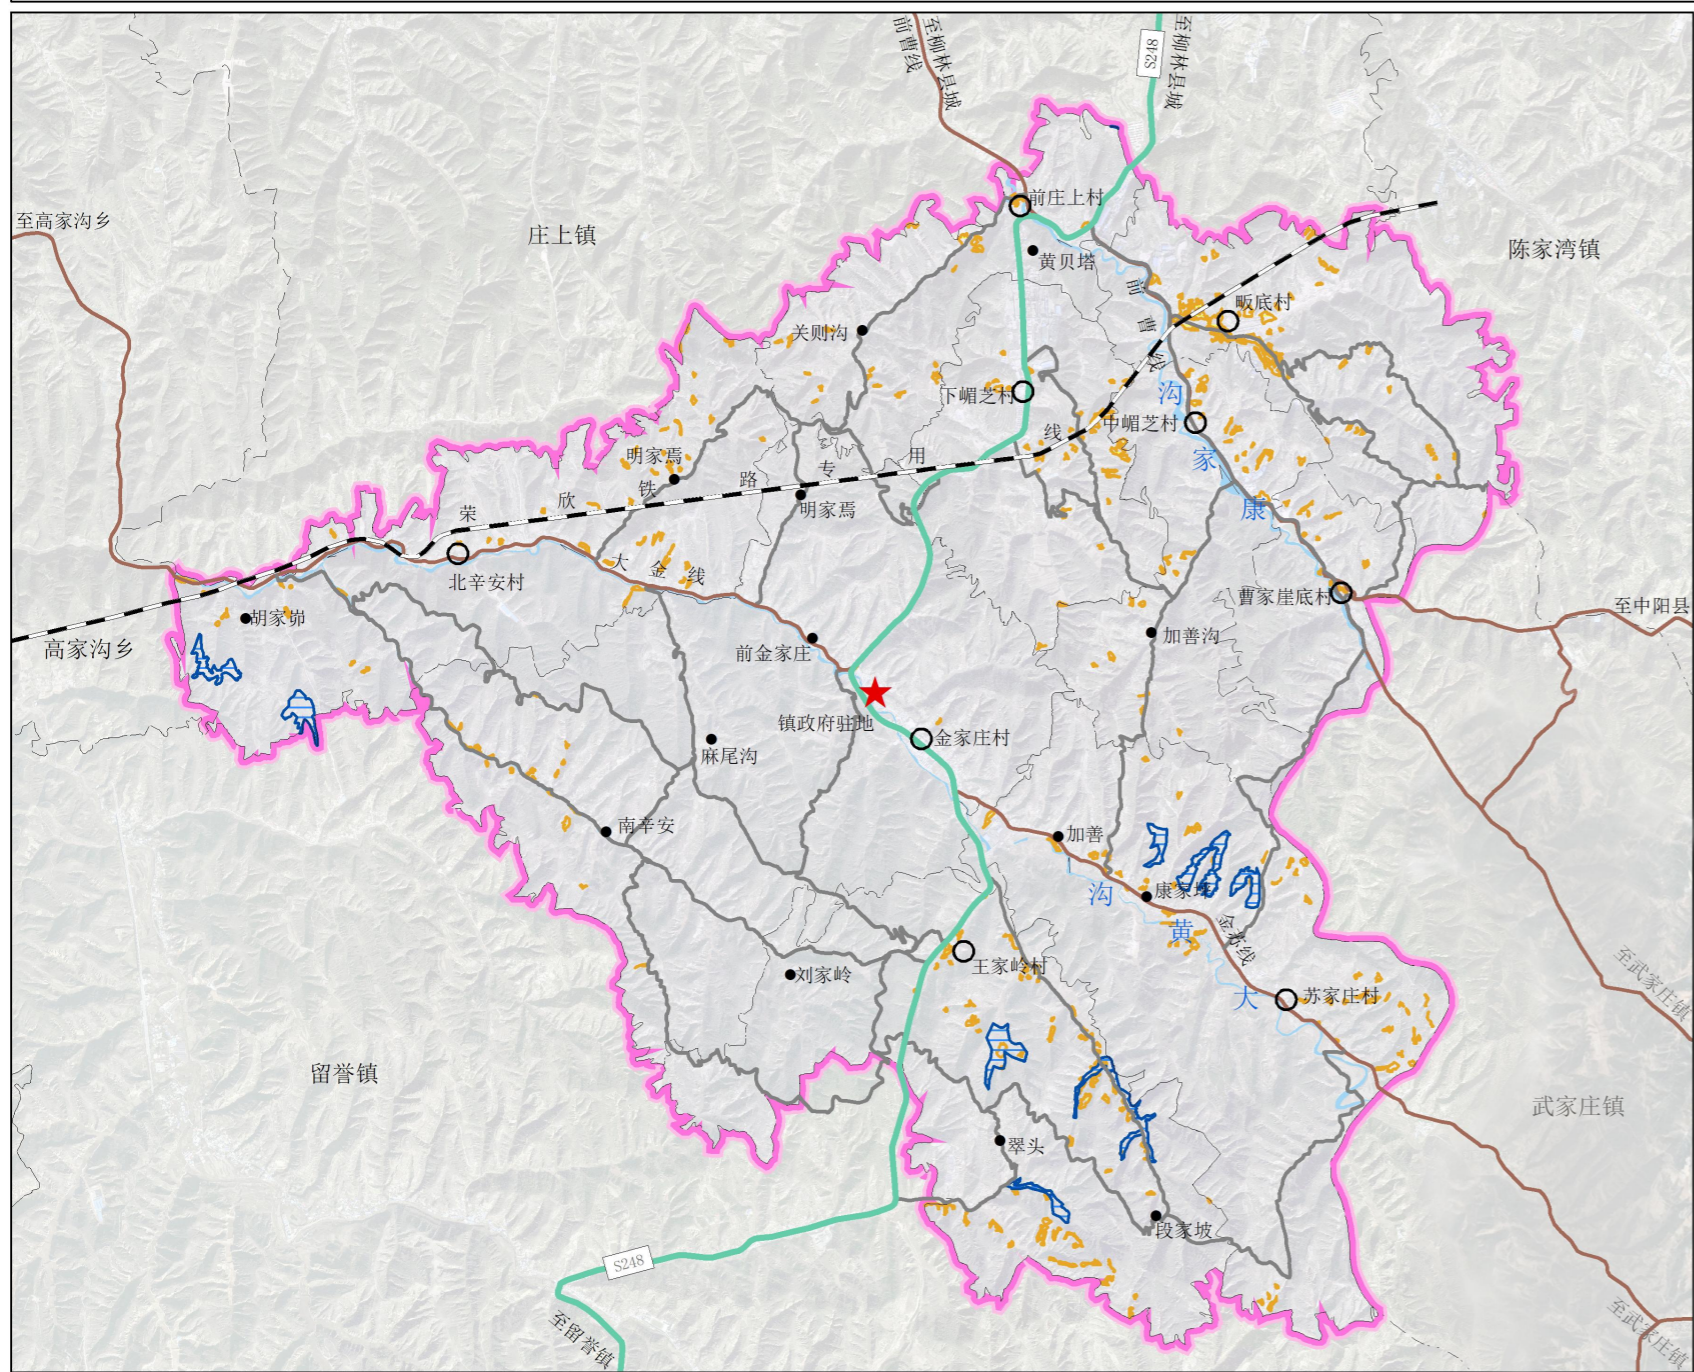 前曹线
至柳林县城
S248
至柳林县城
至高家沟乡
庄上镇
前庄上村
陈家湾镇
黄贝塔
前曹线
畈底村
关则沟
下嵋芝村
中嵋芝村
沟家康
明家焉
荣欣铁路专用线
明家焉
大金线
北辛安村
胡家峁
高家沟乡
曹家崖底村
至中阳县
加善沟
前金家庄
镇政府驻地
金家庄村
麻尾沟
南辛安
加善
康家坪
沟黄大
金苏线
王家岭村
刘家岭
苏家庄村
至武家庄镇
留誉镇
武家庄镇
翠头
段家坡
S248
至留誉镇
至武家庄镇